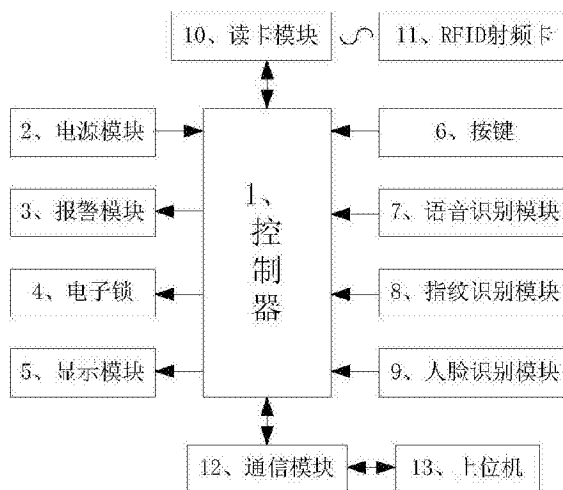 10、读卡模块
11、RFID射频卡
2、电源模块
6、按键
3、报警模块
1、控制器
7、语音识别模块
4、电子锁
8、指纹识别模块
5、显示模块
9、人脸识别模块
12、通信模块
13、上位机